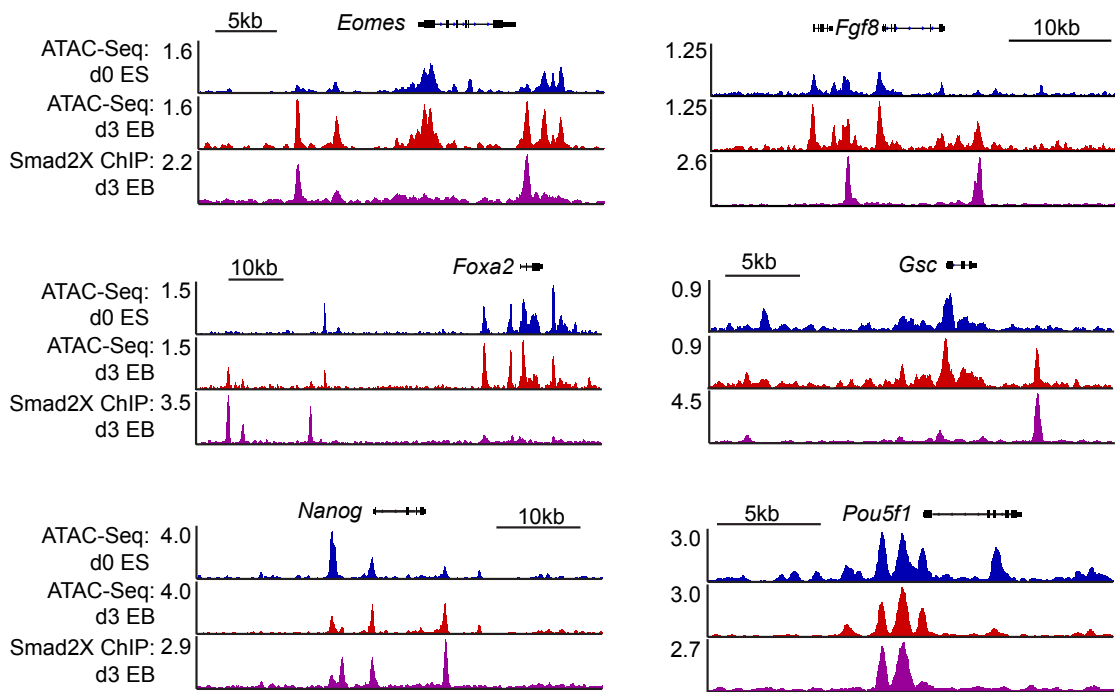 5kb
Eomes
ATAC-Seq: 1.6
d0 ES
ATAC-Seq: 1.6
d3 EB
Smad2X ChIP: 2.2
d3 EB
Fgf8
10kb
1.25
1.25
2.6
10kb
Foxa2
ATAC-Seq: 1.5
d0 ES
ATAC-Seq: 1.5
d3 EB
Smad2X ChIP: 3.5
d3 EB
5kb
Gsc
0.9
0.9
4.5
Nanog
10kb
ATAC-Seq: 4.0
d0 ES
ATAC-Seq: 4.0
d3 EB
Smad2X ChIP: 2.9
d3 EB
5kb
Pou5f1
3.0
3.0
2.7